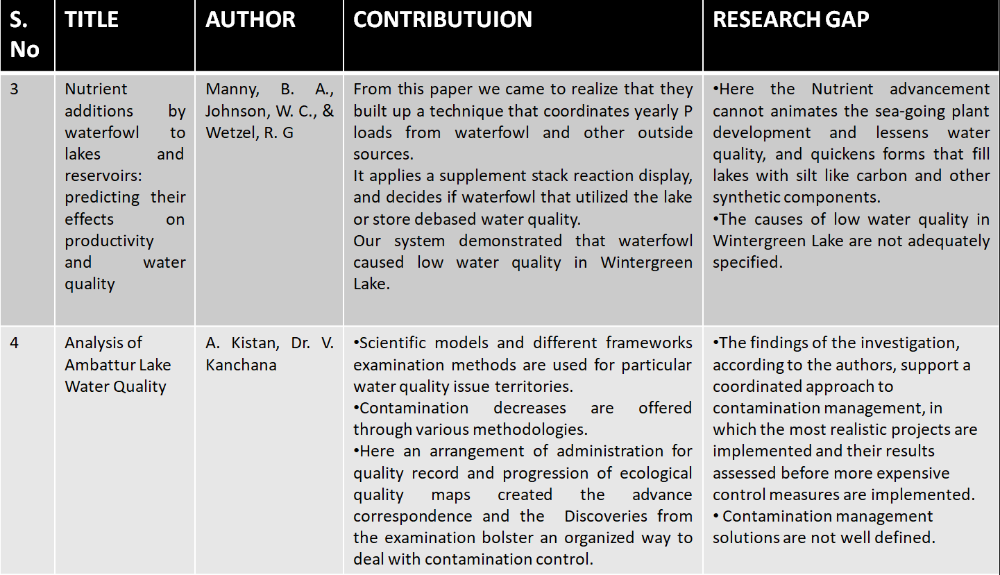 S.
No
TITLE
AUTHOR
CONTRIBUTUION
RESEARCH GAP
3
Nutrient
additions by
waterfowl to
lakes and
reservoirs:
predicting their
effects on
productivity
and water
quality
Manny, B. A.,
Johnson, W. C., &
Wetzel, R. G
From this paper we came to realize that they
built up a technique that coordinates yearly P
loads from waterfowl and other outside
sources.
It applies a supplement stack reaction display,
and decides if waterfowl that utilized the lake
or store debased water quality.
Our system demonstrated that waterfowl
caused low water quality in Wintergreen
Lake.
•Here the Nutrient advancement
cannot animates the sea-going plant
development and lessens water
quality, and quickens forms that fill
lakes with silt like carbon and other
synthetic components.
•The causes of low water quality in
Wintergreen Lake are not adequately
specified.
4
Analysis of
Ambattur Lake
Water Quality
A. Kistan, Dr. V.
Kanchana
•Scientific models and different frameworks
examination methods are used for particular
water quality issue territories.
•Contamination decreases are offered
through various methodologies.
•Here an arrangement of administration for
quality record and progression of ecological
quality maps created the advance
correspondence and the Discoveries from
the examination bolster an organized way to
deal with contamination control.
•The findings of the investigation,
according to the authors, support a
coordinated approach to
contamination management, in
which the most realistic projects are
implemented and their results
assessed before more expensive
control measures are implemented.
• Contamination management
solutions are not well defined.